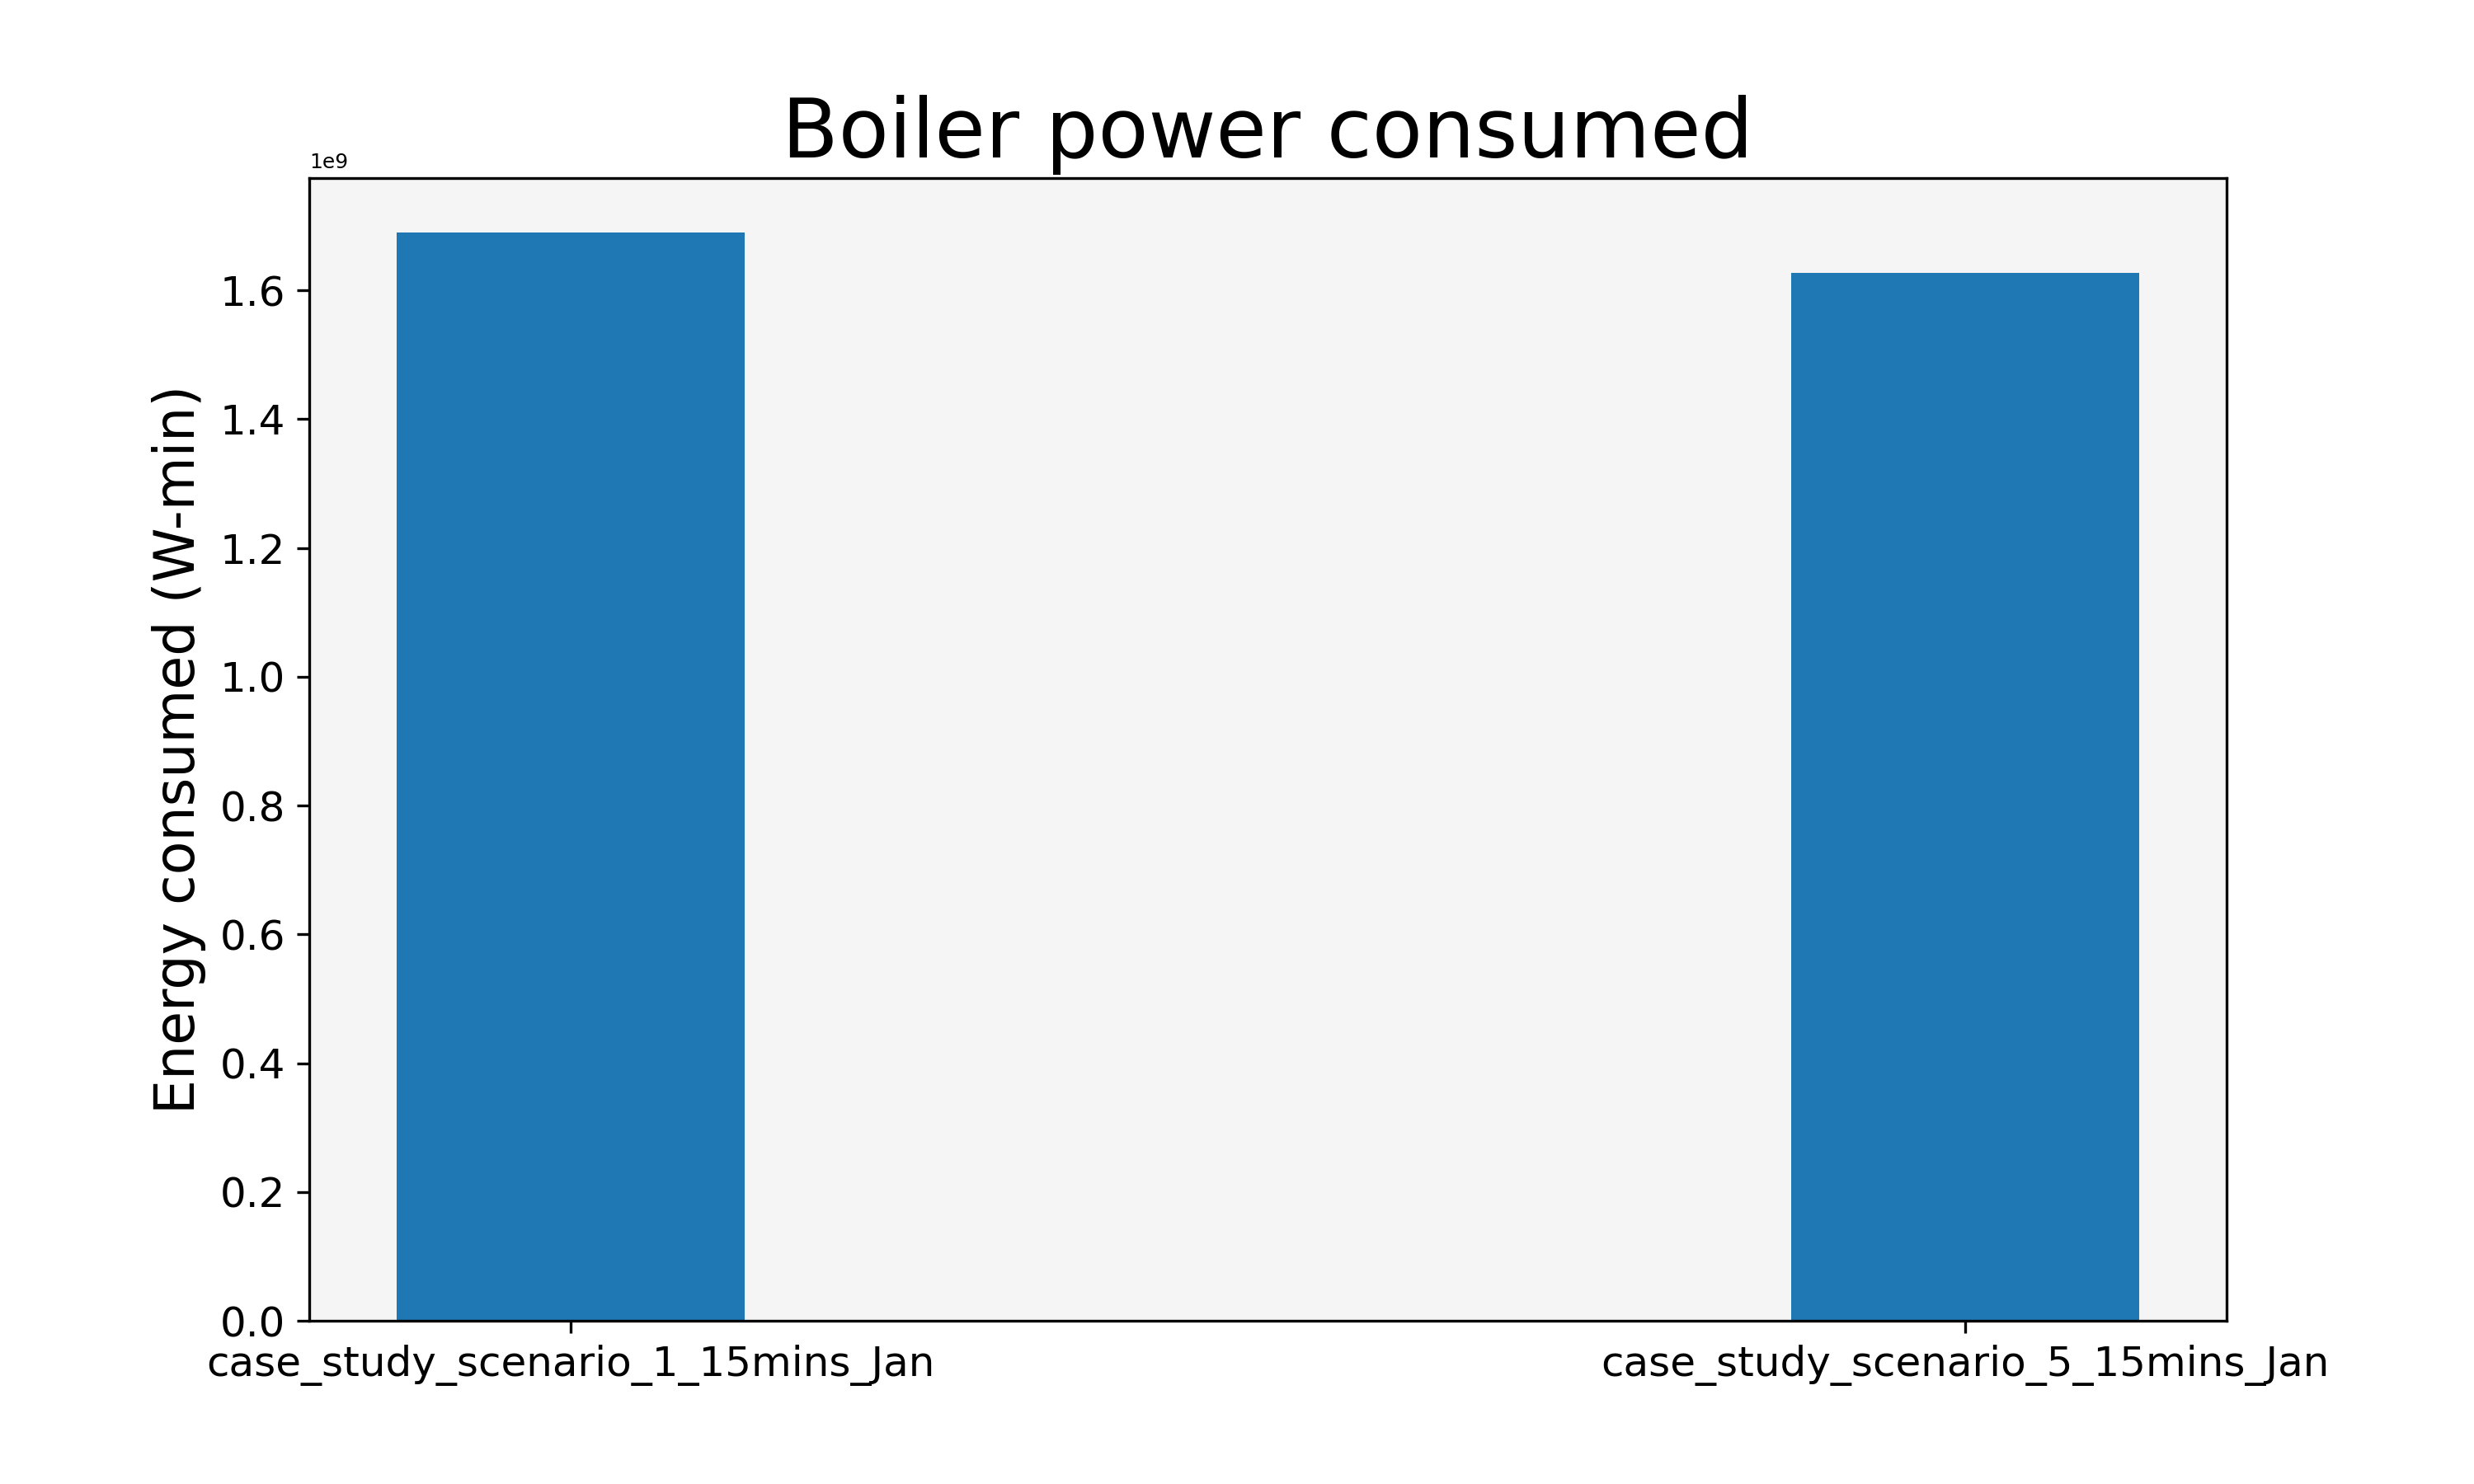 Boiler power consumed
1e9
Energy consumed (W-min)
1.6
1.4
1.2
1.0
0.8
0.6
0.4
0.2
0.0
case_study_scenario_1_15mins_Jan
case_study_scenario_5_15mins_Jan